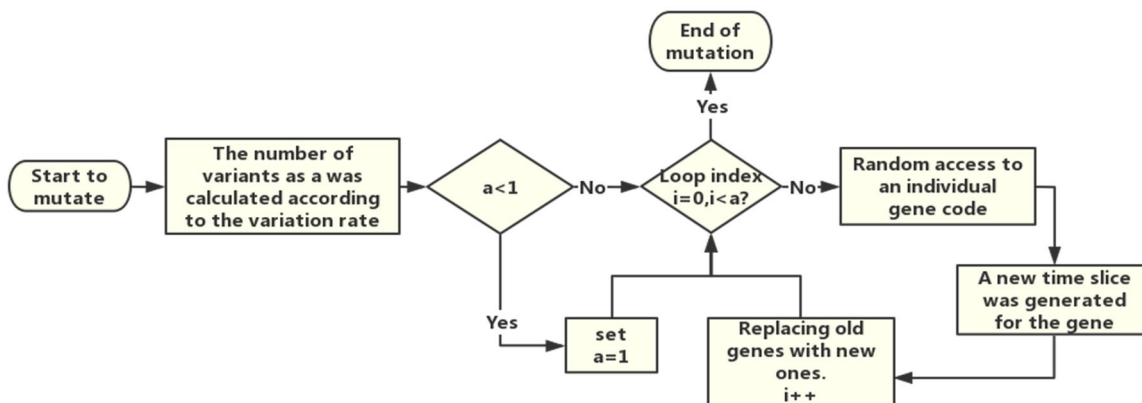 Start to
mutate
The number of
variants as a was
calculated according
to the variation rate
a<1
No
Yes
set
a=1
Loop index
i=0,i<a?
Yes
End of
mutation
No
Random access to
an individual
gene code
A new time slice
was generated
for the gene
Replacing old
genes with new
ones.
i++